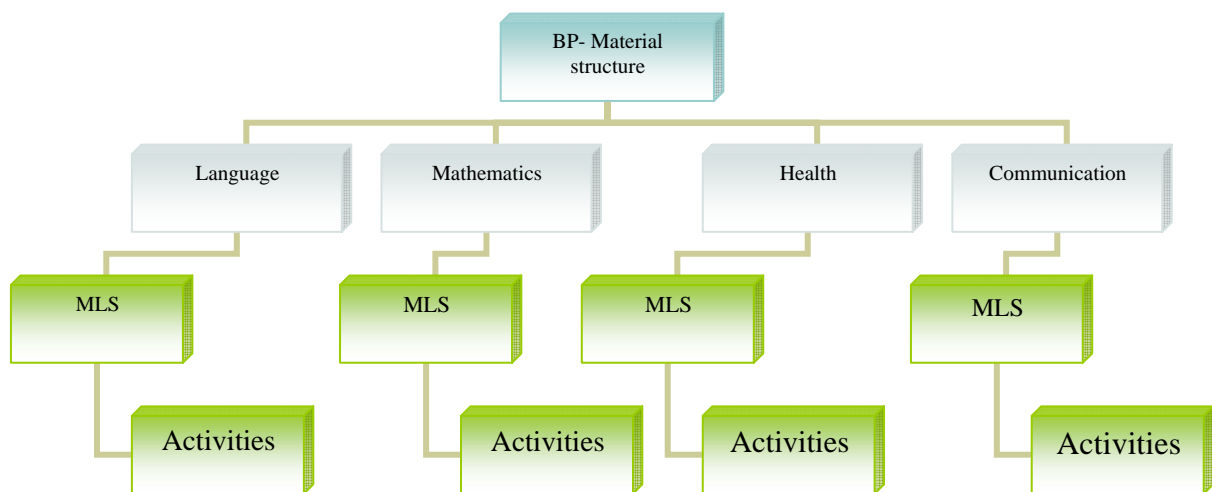 BP- Material
structure
Language
Mathematics
Health
Communication
MLS
MLS
MLS
MLS
Activities
Activities
Activities
Activities